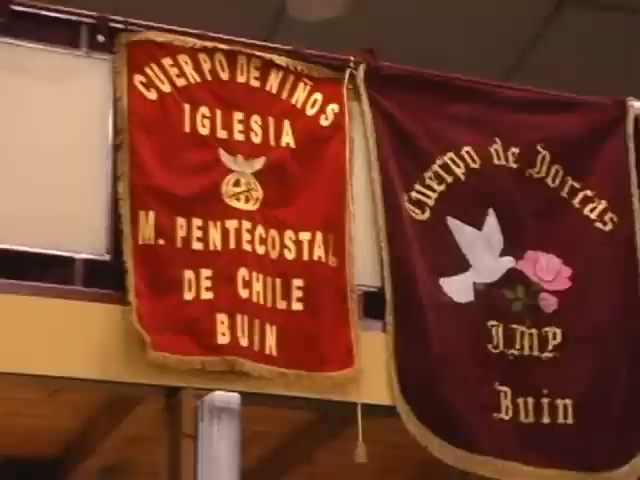 CUERPO DE NIÑOS
IGLESIA
M. PENTECOSTAL
DE CHILE
BUIN
Cuerpo de Dorcas
IMP
Buin